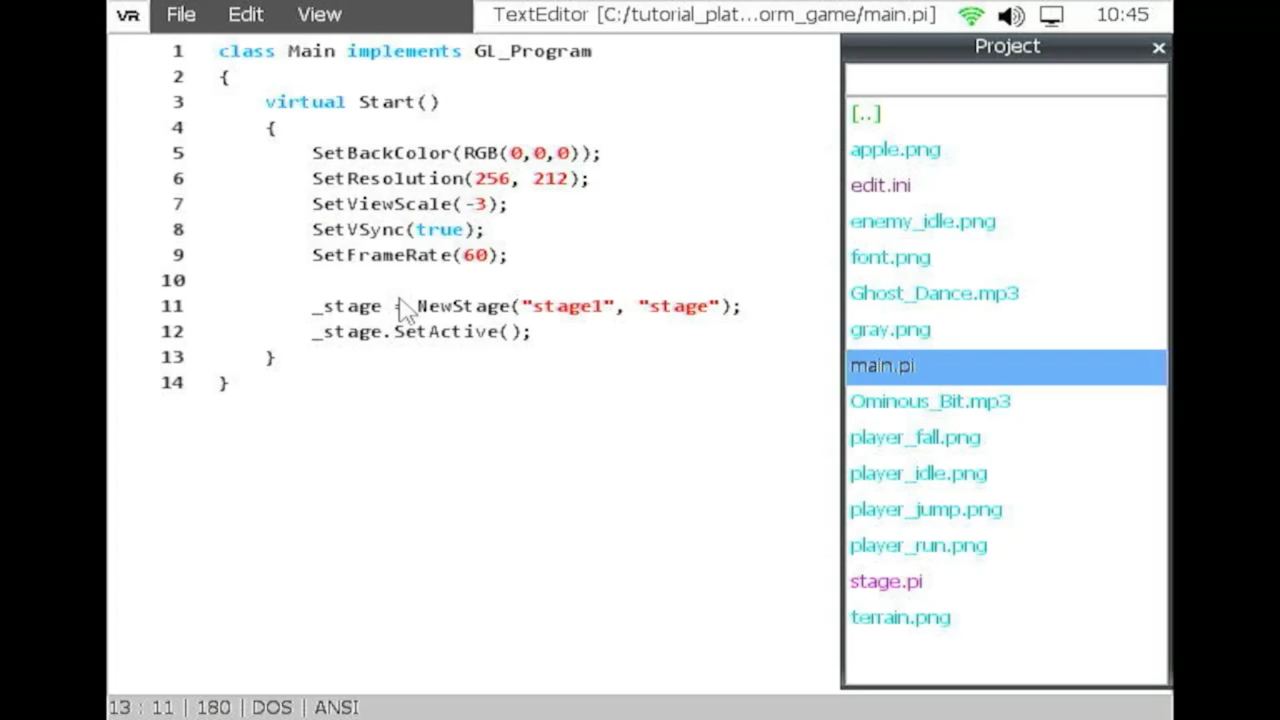 VR File Edit View TextEditor [C:/tutorial_plat...orm_game/main.pi] 10:45
1 class Main implements GL_Program
2 {
3 virtual Start()
4 {
5 SetBackColor(RGB(0,0,0));
6 SetResolution(256, 212);
7 SetViewScale(-3);
8 SetVSync(true);
9 SetFrameRate(60);
10
11 _stage = NewStage("stage1", "stage");
12 _stage.SetActive();
13 }
14 }
Project ×
[..]
apple.png
edit.ini
enemy_idle.png
font.png
Ghost_Dance.mp3
gray.png
main.pi
Ominous_Bit.mp3
player_fall.png
player_idle.png
player_jump.png
player_run.png
stage.pi
terrain.png
13 : 11 | 180 | DOS | ANSI